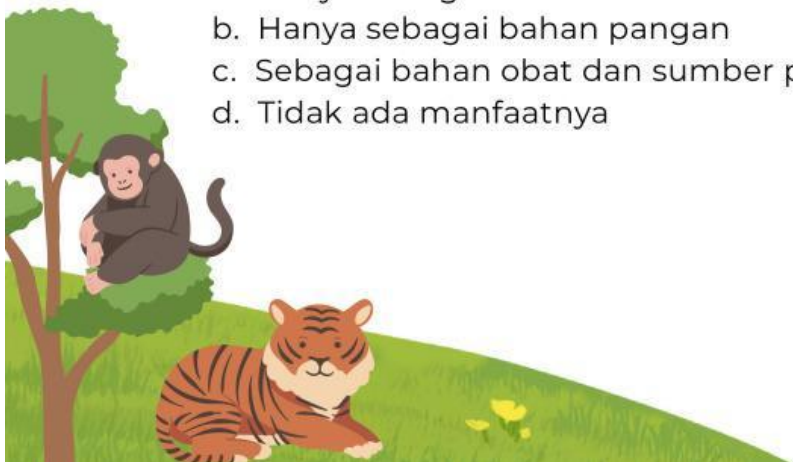 b. Hanya sebagai bahan pangan
c. Sebagai bahan obat dan sumber
d. Tidak ada manfaatnya